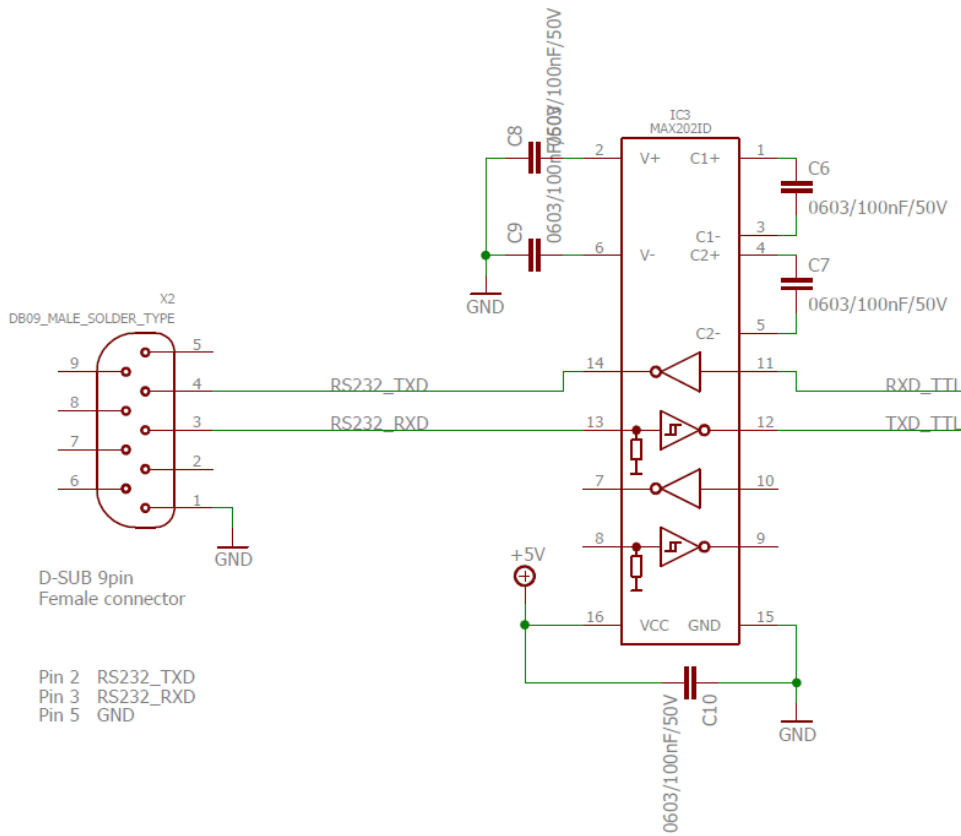 0603/100nF/50V
C8
0603/100nF/50V
C9
IC3
MAX202ID
2 V+ C1+ 1
C6
0603/100nF/50V
C1- 3
6 V- C2+ 4
C7
0603/100nF/50V
C2- 5
GND
X2
DB09_MALE_SOLDER_TYPE
5
9
4 RS232_TXD 14 11 RXD_TTL
8
3 RS232_RXD 13 12 TXD_TTL
7
2
6
1
7 10
8 9
GND
+5V
D-SUB 9pin
Female connector
16 VCC GND 15
Pin 2 RS232_TXD
Pin 3 RS232_RXD
Pin 5 GND
0603/100nF/50V
C10
GND